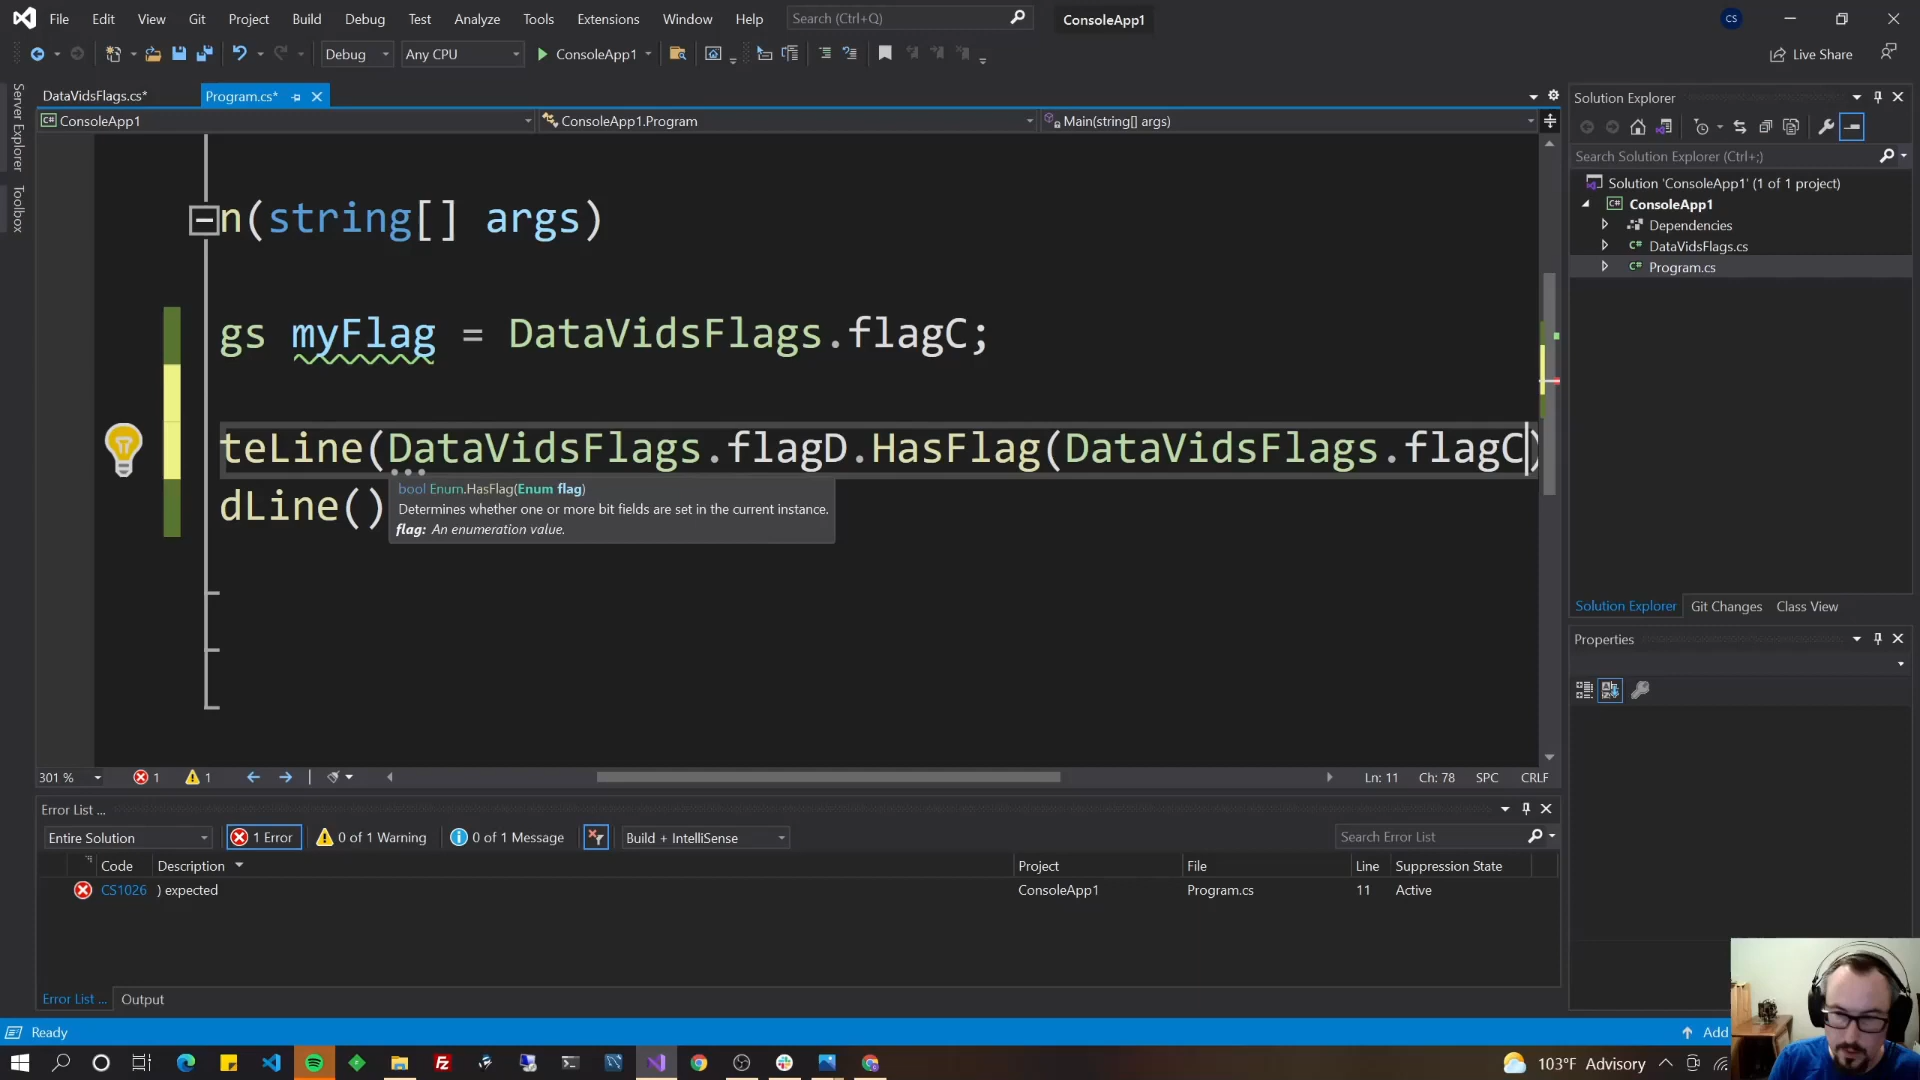 File Edit View Git Project Build Debug Test Analyze Tools Extensions Window Help Search (Ctrl+Q) ConsoleApp1 CS
Debug Any CPU ConsoleApp1 Live Share
Server Explorer
Toolbox
DataVidsFlags.cs* Program.cs*
C# ConsoleApp1 ConsoleApp1.Program Main(string[] args)
n(string[] args)
gs myFlag = DataVidsFlags.flagC;
teLine(DataVidsFlags.flagD.HasFlag(DataVidsFlags.flagC)
bool Enum.HasFlag(Enum flag)
Determines whether one or more bit fields are set in the current instance.
flag: An enumeration value.
dLine()
301 % 1 1 Ln: 11 Ch: 78 SPC CRLF
Error List ...
Entire Solution 1 Error 0 of 1 Warning 0 of 1 Message Build + IntelliSense Search Error List
Code Description Project File Line Suppression State
CS1026 ) expected ConsoleApp1 Program.cs 11 Active
Error List ... Output
Solution Explorer
Search Solution Explorer (Ctrl+;)
Solution 'ConsoleApp1' (1 of 1 project)
C# ConsoleApp1
Dependencies
C# DataVidsFlags.cs
C# Program.cs
Solution Explorer Git Changes Class View
Properties
Ready Add
103°F Advisory